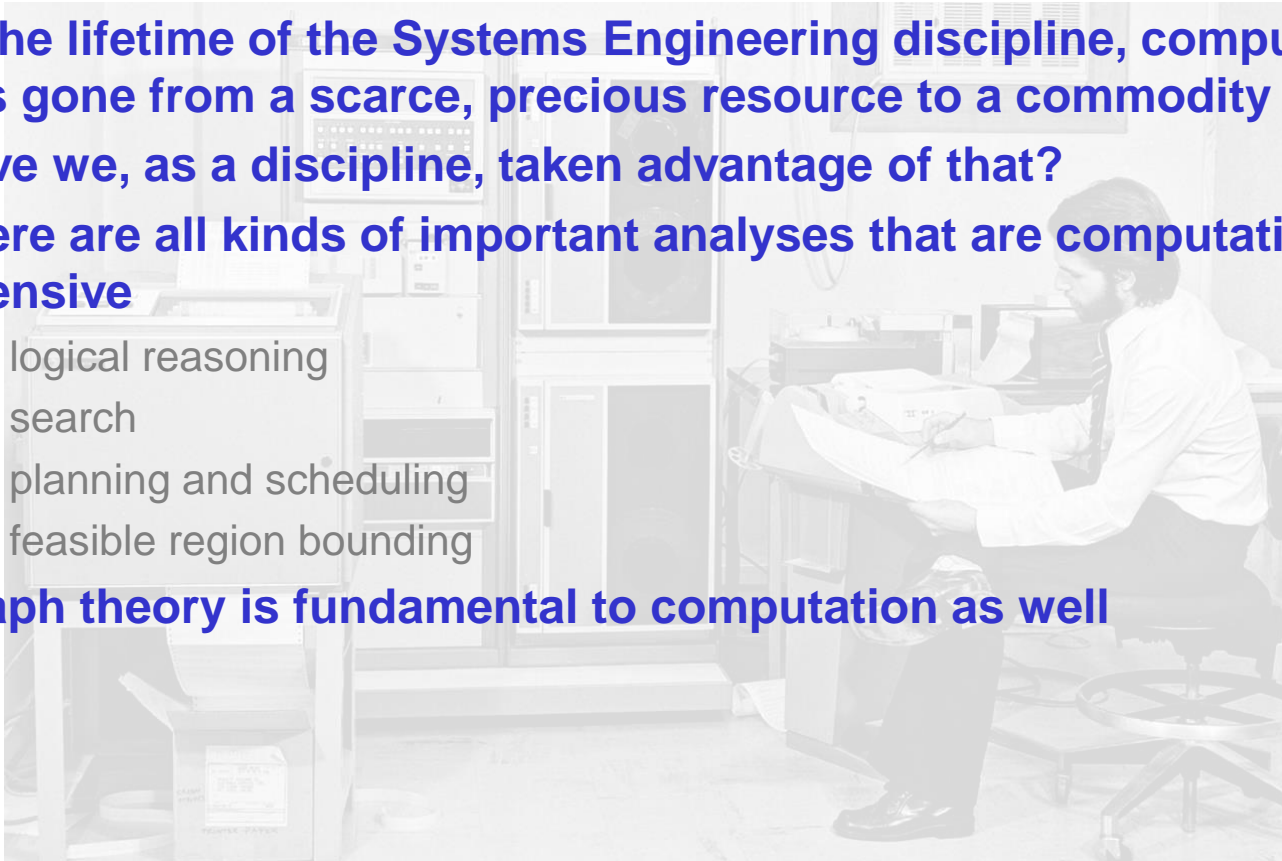 he lifetime of the Systems Engineering discipline, compu
s gone from a scarce, precious resource to a commodity
ve we, as a discipline, taken advantage of that?
ere are all kinds of important analyses that are computati
ensive
logical reasoning
search
planning and scheduling
feasible region bounding
aph theory is fundamental to computation as well